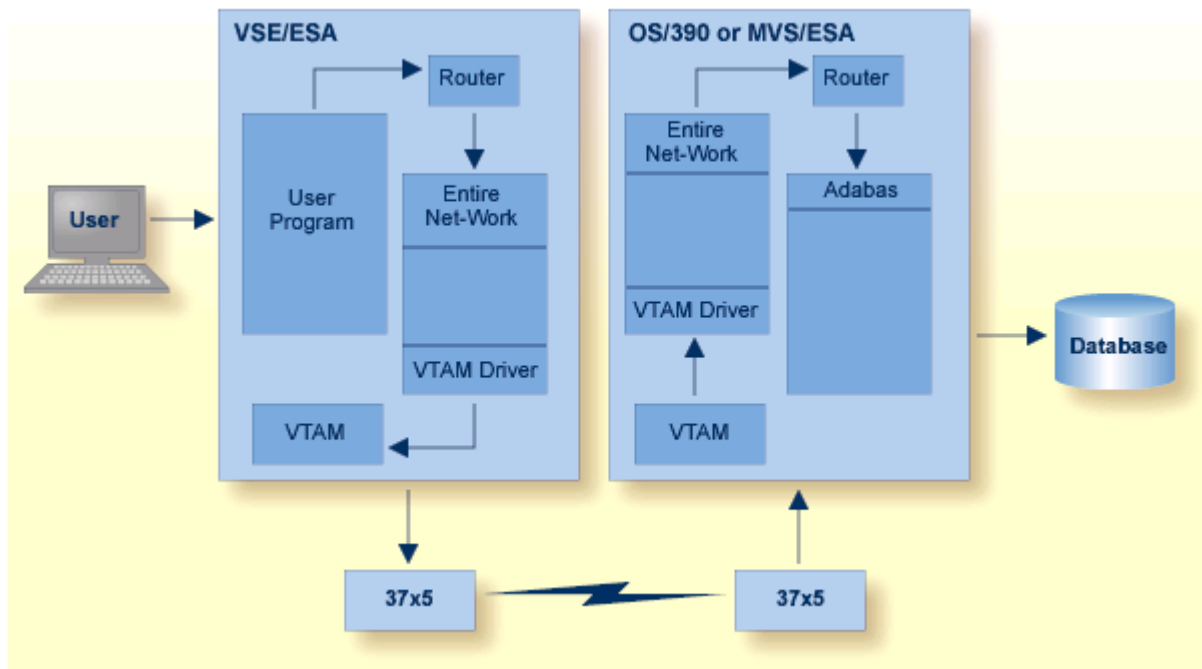 VSE/ESA
Router
User
Program
Entire
Net-Work
VTAM Driver
VTAM
User
OS/390 or MVS/ESA
Router
Entire
Net-Work
Adabas
VTAM Driver
VTAM
Database
37x5
37x5